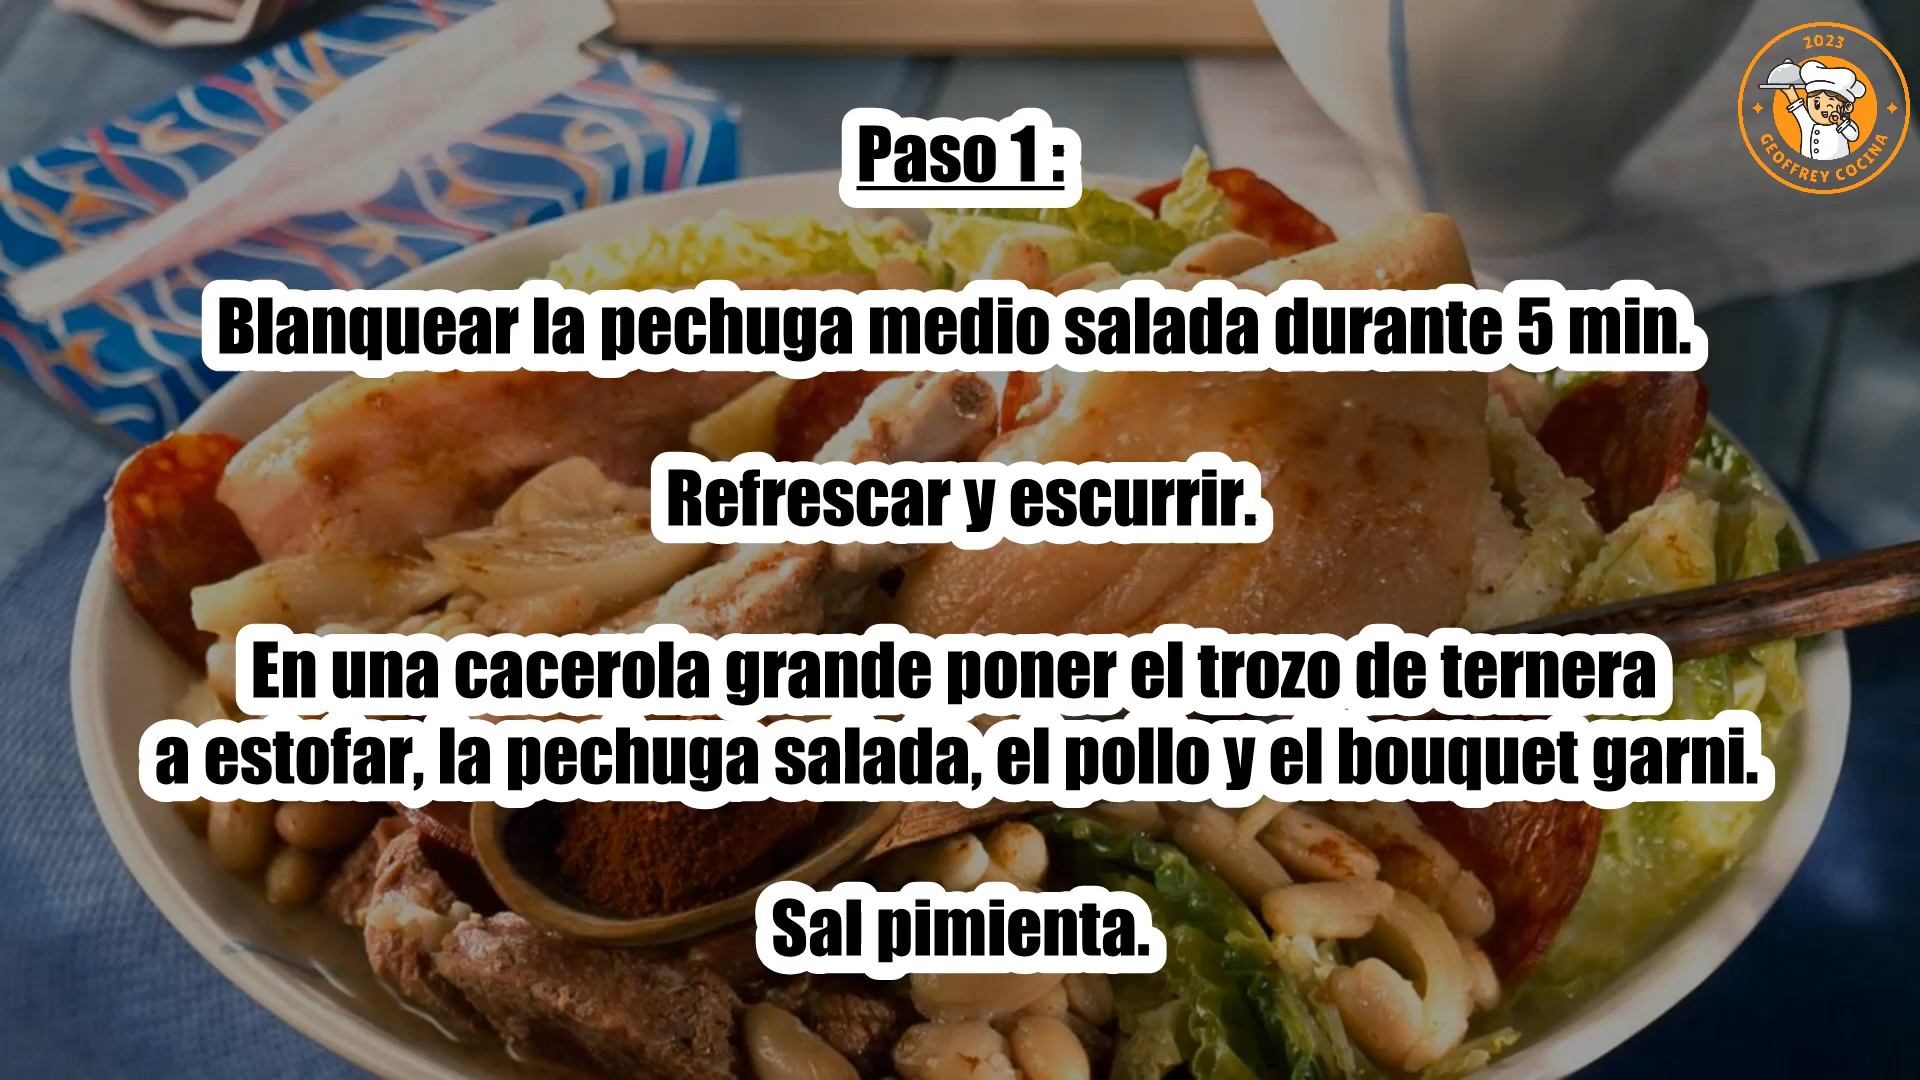 2023
GEOFFREY COCINA
Paso 1 :
Blanquear la pechuga medio salada durante 5 min.
Refrescar y escurrir.
En una cacerola grande poner el trozo de ternera
a estofar, la pechuga salada, el pollo y el bouquet garni.
Sal pimienta.